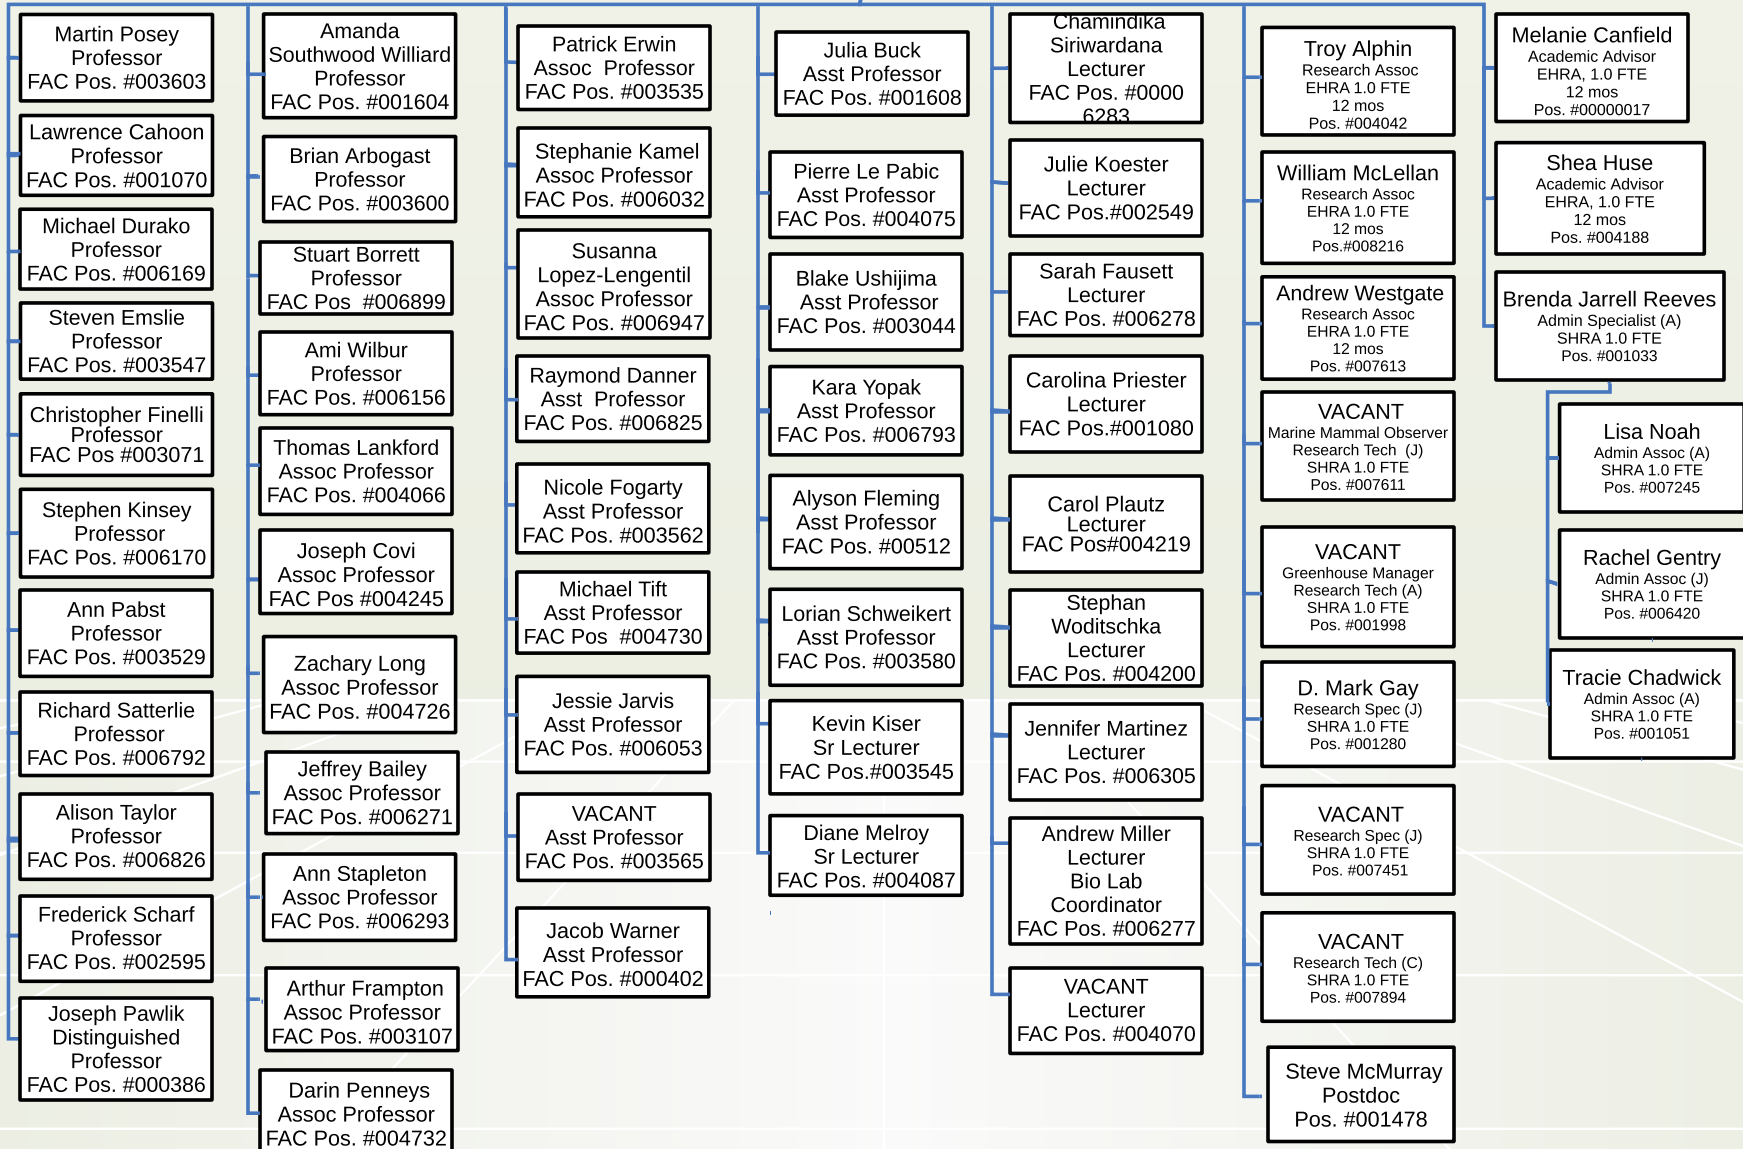 Martin Posey
Professor
FAC Pos. #003603
Lawrence Cahoon
Professor
FAC Pos. #001070
Michael Durako
Professor
FAC Pos. #006169
Steven Emslie
Professor
FAC Pos. #003547
Christopher Finelli
Professor
FAC Pos #003071
Stephen Kinsey
Professor
FAC Pos. #006170
Ann Pabst
Professor
FAC Pos. #003529
Richard Satterlie
Professor
FAC Pos. #006792
Alison Taylor
Professor
FAC Pos. #006826
Frederick Scharf
Professor
FAC Pos. #002595
Joseph Pawlik
Distinguished
Professor
FAC Pos. #000386
Amanda
Southwood Williard
Professor
FAC Pos. #001604
Brian Arbogast
Professor
FAC Pos. #003600
Stuart Borrett
Professor
FAC Pos #006899
Ami Wilbur
Professor
FAC Pos. #006156
Thomas Lankford
Assoc Professor
FAC Pos. #004066
Joseph Covi
Assoc Professor
FAC Pos #004245
Zachary Long
Assoc Professor
FAC Pos. #004726
Jeffrey Bailey
Assoc Professor
FAC Pos. #006271
Ann Stapleton
Assoc Professor
FAC Pos. #006293
Arthur Frampton
Assoc Professor
FAC Pos. #003107
Darin Penneys
Assoc Professor
FAC Pos. #004732
Patrick Erwin
Assoc Professor
FAC Pos. #003535
Stephanie Kamel
Assoc Professor
FAC Pos. #006032
Susanna
Lopez-Lengentil
Assoc Professor
FAC Pos. #006947
Raymond Danner
Asst Professor
FAC Pos. #006825
Nicole Fogarty
Asst Professor
FAC Pos. #003562
Michael Tift
Asst Professor
FAC Pos #004730
Jessie Jarvis
Asst Professor
FAC Pos. #006053
VACANT
Asst Professor
FAC Pos. #003565
Jacob Warner
Asst Professor
FAC Pos. #000402
Julia Buck
Asst Professor
FAC Pos. #001608
Pierre Le Pabic
Asst Professor
FAC Pos. #004075
Blake Ushijima
Asst Professor
FAC Pos. #003044
Kara Yopak
Asst Professor
FAC Pos. #006793
Alyson Fleming
Asst Professor
FAC Pos. #00512
Lorian Schweikert
Asst Professor
FAC Pos. #003580
Kevin Kiser
Sr Lecturer
FAC Pos.#003545
Diane Melroy
Sr Lecturer
FAC Pos. #004087
Chamindika
Siriwardana
Lecturer
FAC Pos. #0000
6283
Julie Koester
Lecturer
FAC Pos.#002549
Sarah Fausett
Lecturer
FAC Pos. #006278
Carolina Priester
Lecturer
FAC Pos.#001080
Carol Plautz
Lecturer
FAC Pos#004219
Stephan
Woditschka
Lecturer
FAC Pos. #004200
Jennifer Martinez
Lecturer
FAC Pos. #006305
Andrew Miller
Lecturer
Bio Lab
Coordinator
FAC Pos. #006277
VACANT
Lecturer
FAC Pos. #004070
Troy Alphin
Research Assoc
EHRA 1.0 FTE
12 mos
Pos. #004042
William McLellan
Research Assoc
EHRA 1.0 FTE
12 mos
Pos.#008216
Andrew Westgate
Research Assoc
EHRA 1.0 FTE
12 mos
Pos. #007613
VACANT
Marine Mammal Observer
Research Tech (J)
SHRA 1.0 FTE
Pos. #007611
VACANT
Greenhouse Manager
Research Tech (A)
SHRA 1.0 FTE
Pos. #001998
D. Mark Gay
Research Spec (J)
SHRA 1.0 FTE
Pos. #001280
VACANT
Research Spec (J)
SHRA 1.0 FTE
Pos. #007451
VACANT
Research Tech (C)
SHRA 1.0 FTE
Pos. #007894
Steve McMurray
Postdoc
Pos. #001478
Melanie Canfield
Academic Advisor
EHRA, 1.0 FTE
12 mos
Pos. #00000017
Shea Huse
Academic Advisor
EHRA, 1.0 FTE
12 mos
Pos. #004188
Brenda Jarrell Reeves
Admin Specialist (A)
SHRA 1.0 FTE
Pos. #001033
Lisa Noah
Admin Assoc (A)
SHRA 1.0 FTE
Pos. #007245
Rachel Gentry
Admin Assoc (J)
SHRA 1.0 FTE
Pos. #006420
Tracie Chadwick
Admin Assoc (A)
SHRA 1.0 FTE
Pos. #001051